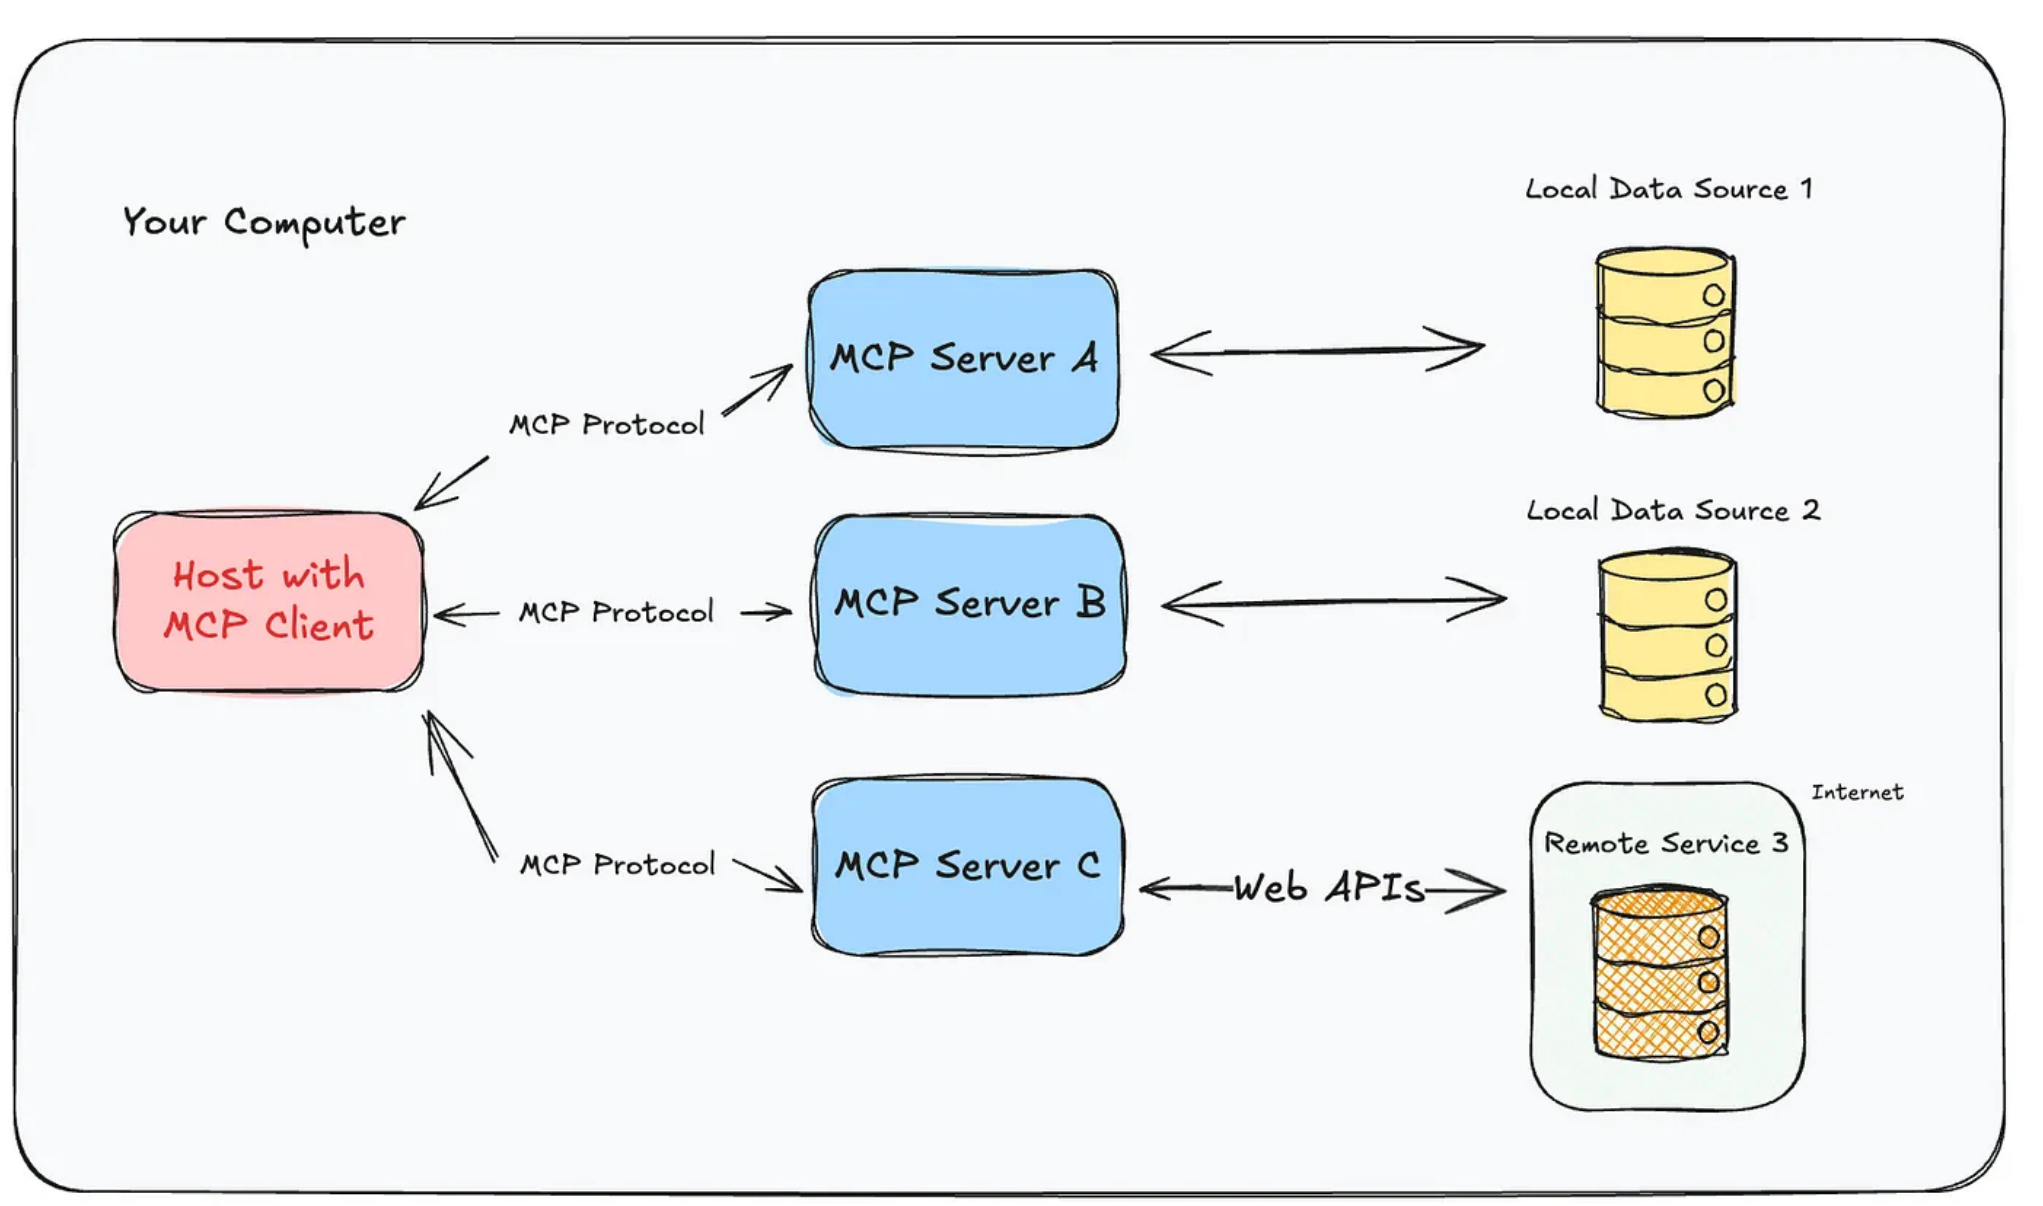 Your Computer
Local Data Source 1
MCP Server A
MCP Protocol
Local Data Source 2
Host with
MCP Client
MCP Protocol
MCP Server B
Internet
Remote Service 3
MCP Protocol
MCP Server C
Web APIs